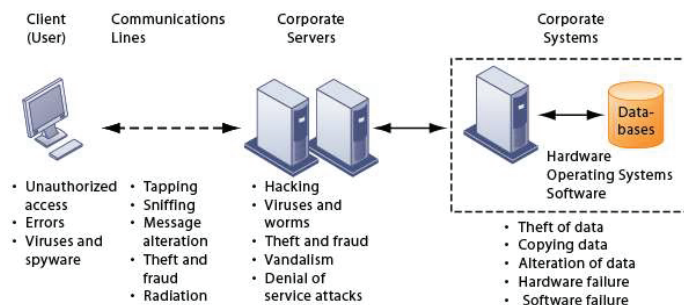 Client
(User)
Communications
Lines
Corporate
Servers
Corporate
Systems
Data-
bases
Hardware
Operating Systems
Software
• Unauthorized
access
• Errors
• Viruses and
spyware
• Tapping
• Sniffing
• Message
alteration
• Theft and
fraud
• Radiation
• Hacking
• Viruses and
worms
• Theft and fraud
• Vandalism
• Denial of
service attacks
• Theft of data
• Copying data
• Alteration of data
• Hardware failure
• Software failure